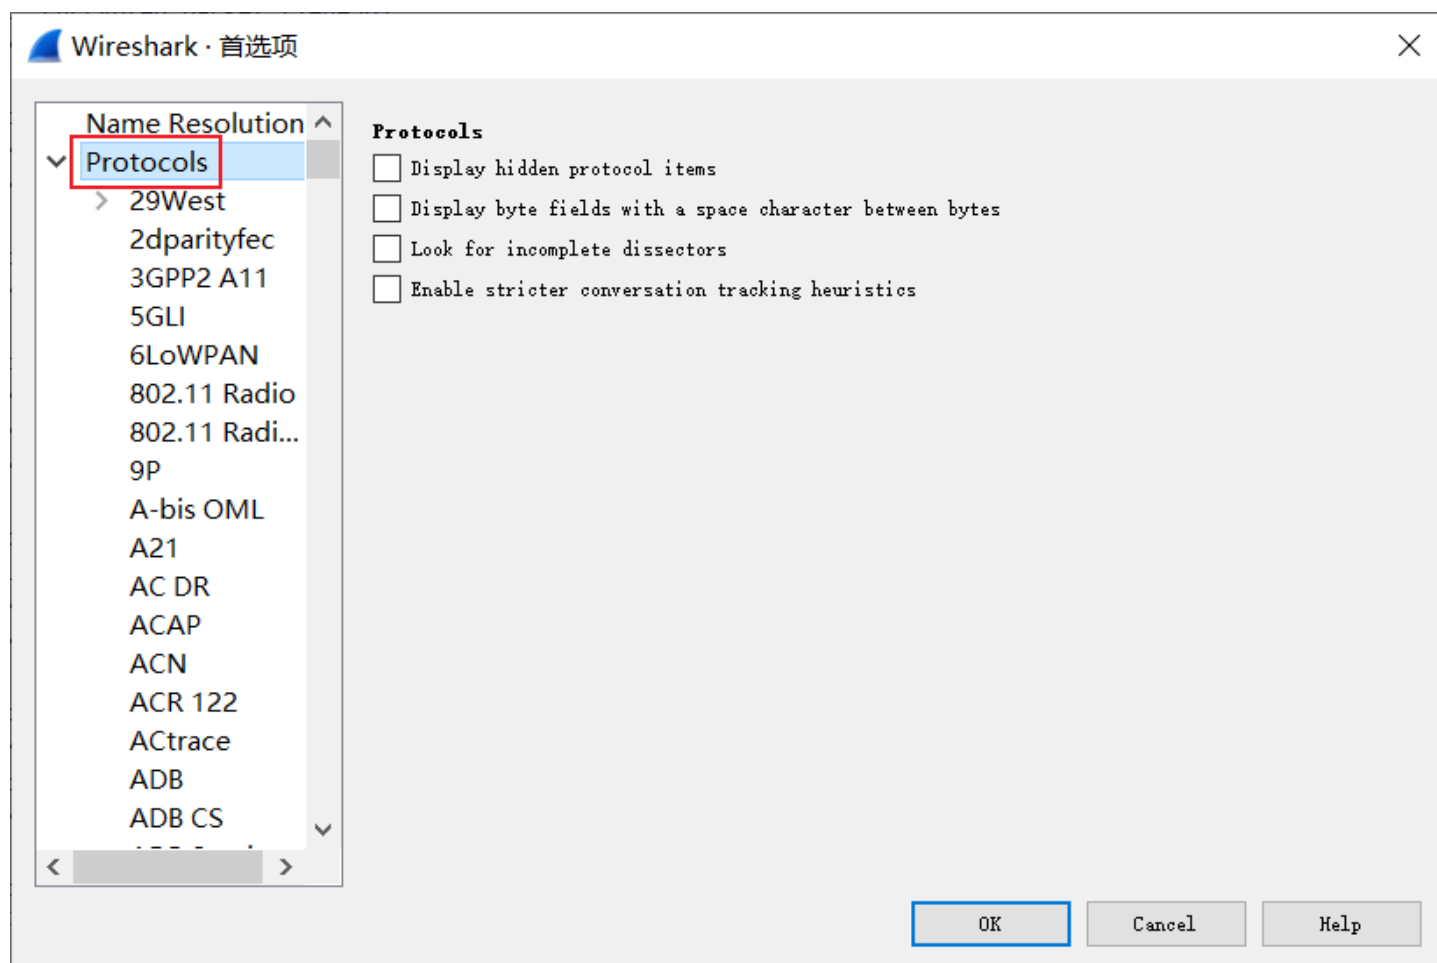 Wireshark · 首选项
Name Resolution
Protocols
29West
2dparityfec
3GPP2 A11
5GLI
6LoWPAN
802.11 Radio
802.11 Radi...
9P
A-bis OML
A21
AC DR
ACAP
ACN
ACR 122
ACtrace
ADB
ADB CS
Protocols
Display hidden protocol items
Display byte fields with a space character between bytes
Look for incomplete dissectors
Enable stricter conversation tracking heuristics
OK
Cancel
Help